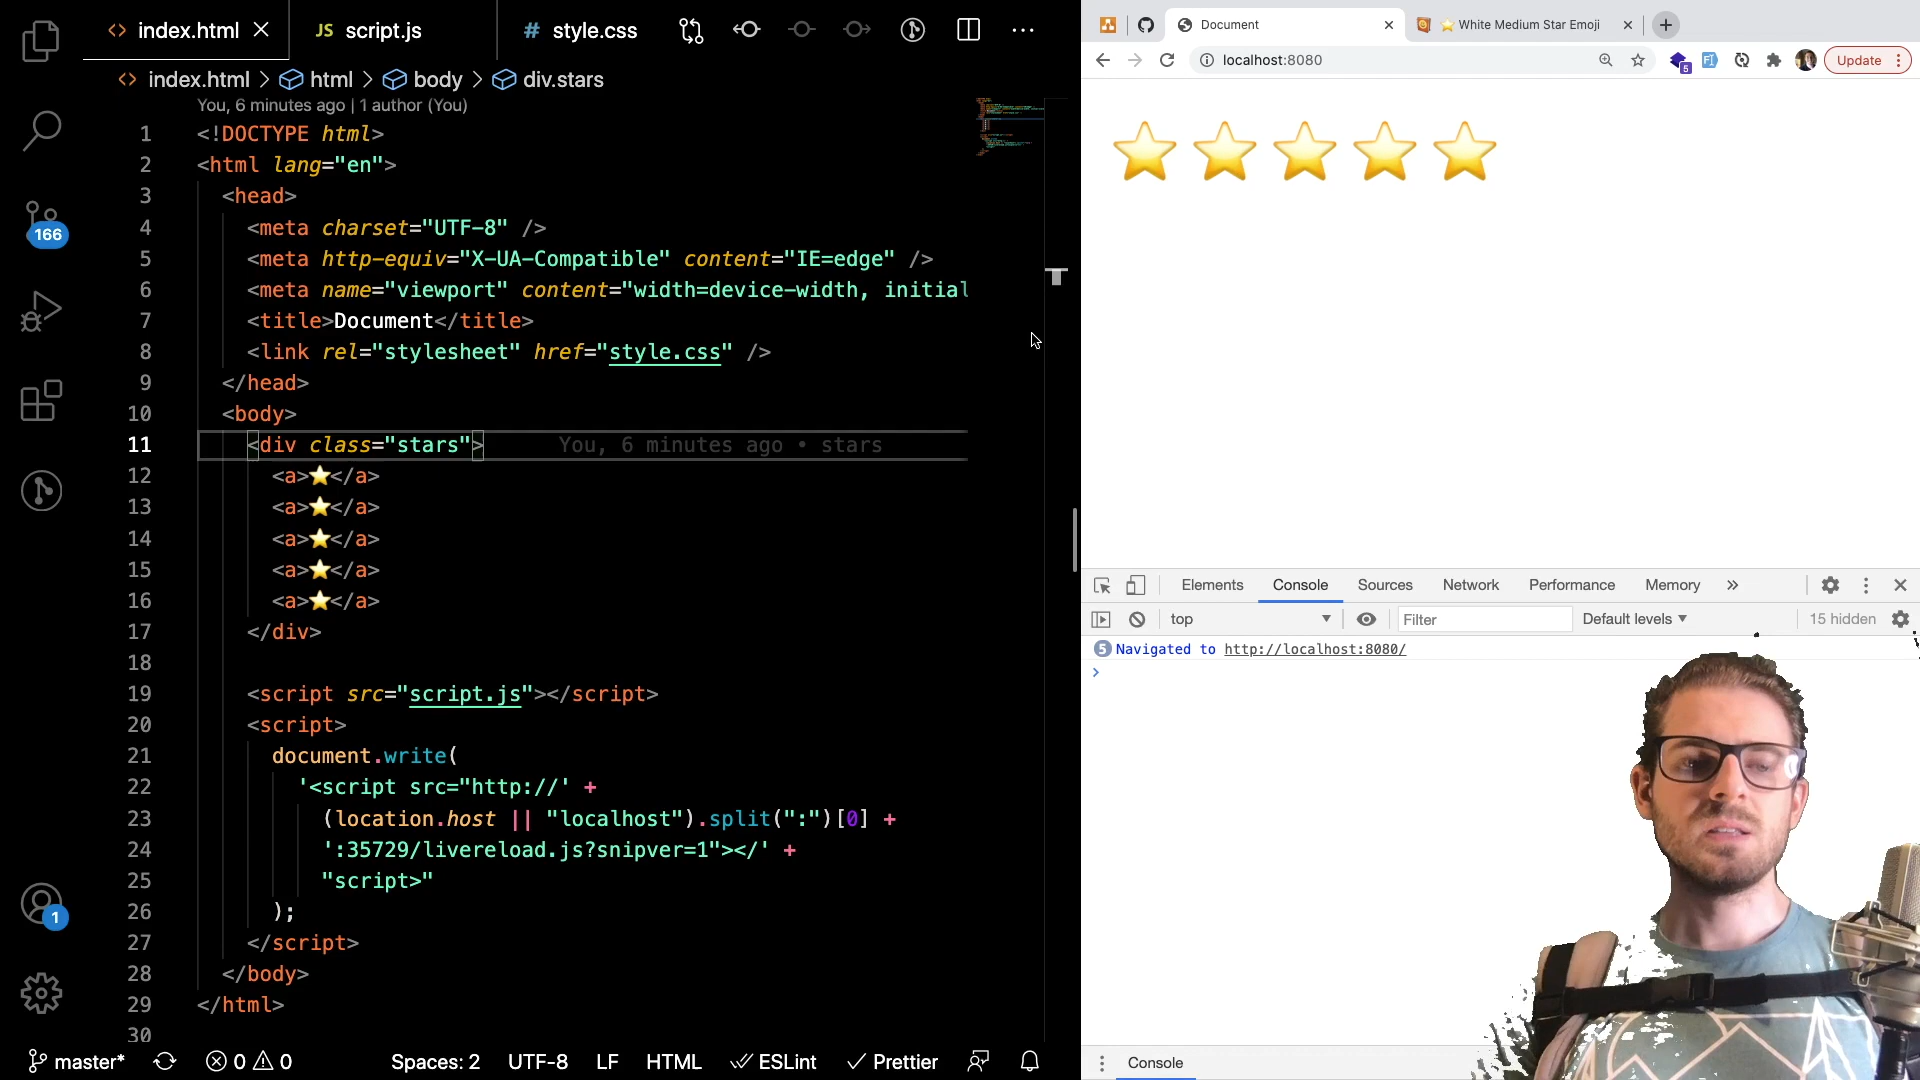 index.html
JS script.js
# style.css
index.html > html > body > div.stars
You, 6 minutes ago | 1 author (You)
1 <!DOCTYPE html>
2 <html lang="en">
3 <head>
4 <meta charset="UTF-8" />
5 <meta http-equiv="X-UA-Compatible" content="IE=edge" />
6 <meta name="viewport" content="width=device-width, initial
7 <title>Document</title>
8 <link rel="stylesheet" href="style.css" />
9 </head>
10 <body>
11 <div class="stars"> You, 6 minutes ago • stars
12 <a>⭐</a>
13 <a>⭐</a>
14 <a>⭐</a>
15 <a>⭐</a>
16 <a>⭐</a>
17 </div>
18
19 <script src="script.js"></script>
20 <script>
21 document.write(
22 '<script src="http://' +
23 (location.host || "localhost").split(":")[0] +
24 ':35729/livereload.js?snipver=1"></' +
25 "script>"
26 );
27 </script>
28 </body>
29 </html>
30
166
1
master* 0 0 Spaces: 2 UTF-8 LF HTML ESLint Prettier
Document
⭐ White Medium Star Emoji
localhost:8080
5
Update
⭐ ⭐ ⭐ ⭐ ⭐
Elements Console Sources Network Performance Memory »
top Filter Default levels 15 hidden
5 Navigated to http://localhost:8080/
>
Console